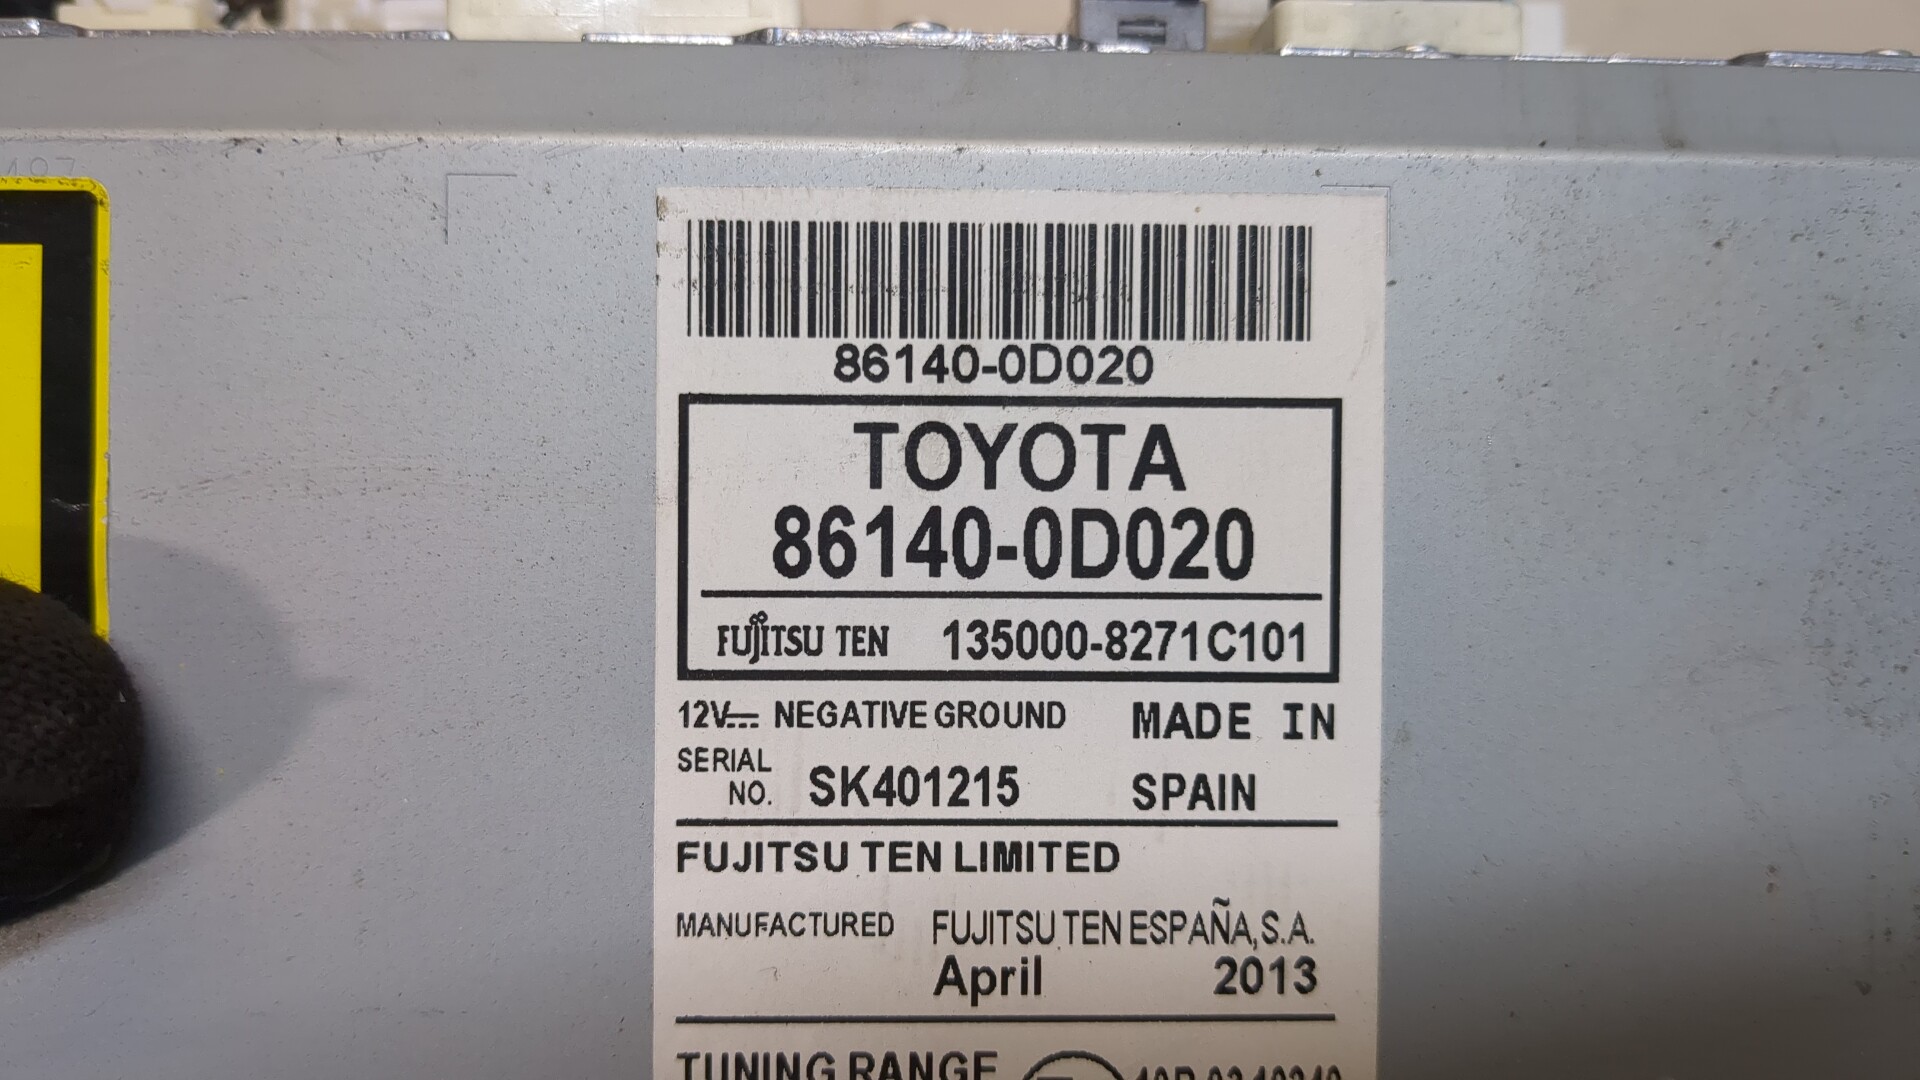 86140-0D020
TOYOTA
86140-0D020
FUJITSU TEN 135000-8271C101
12V NEGATIVE GROUND MADE IN
SERIAL
NO. SK401215 SPAIN
FUJITSU TEN LIMITED
MANUFACTURED FUJITSU TEN ESPAÑA, S.A.
April 2013
TUNING RANGE